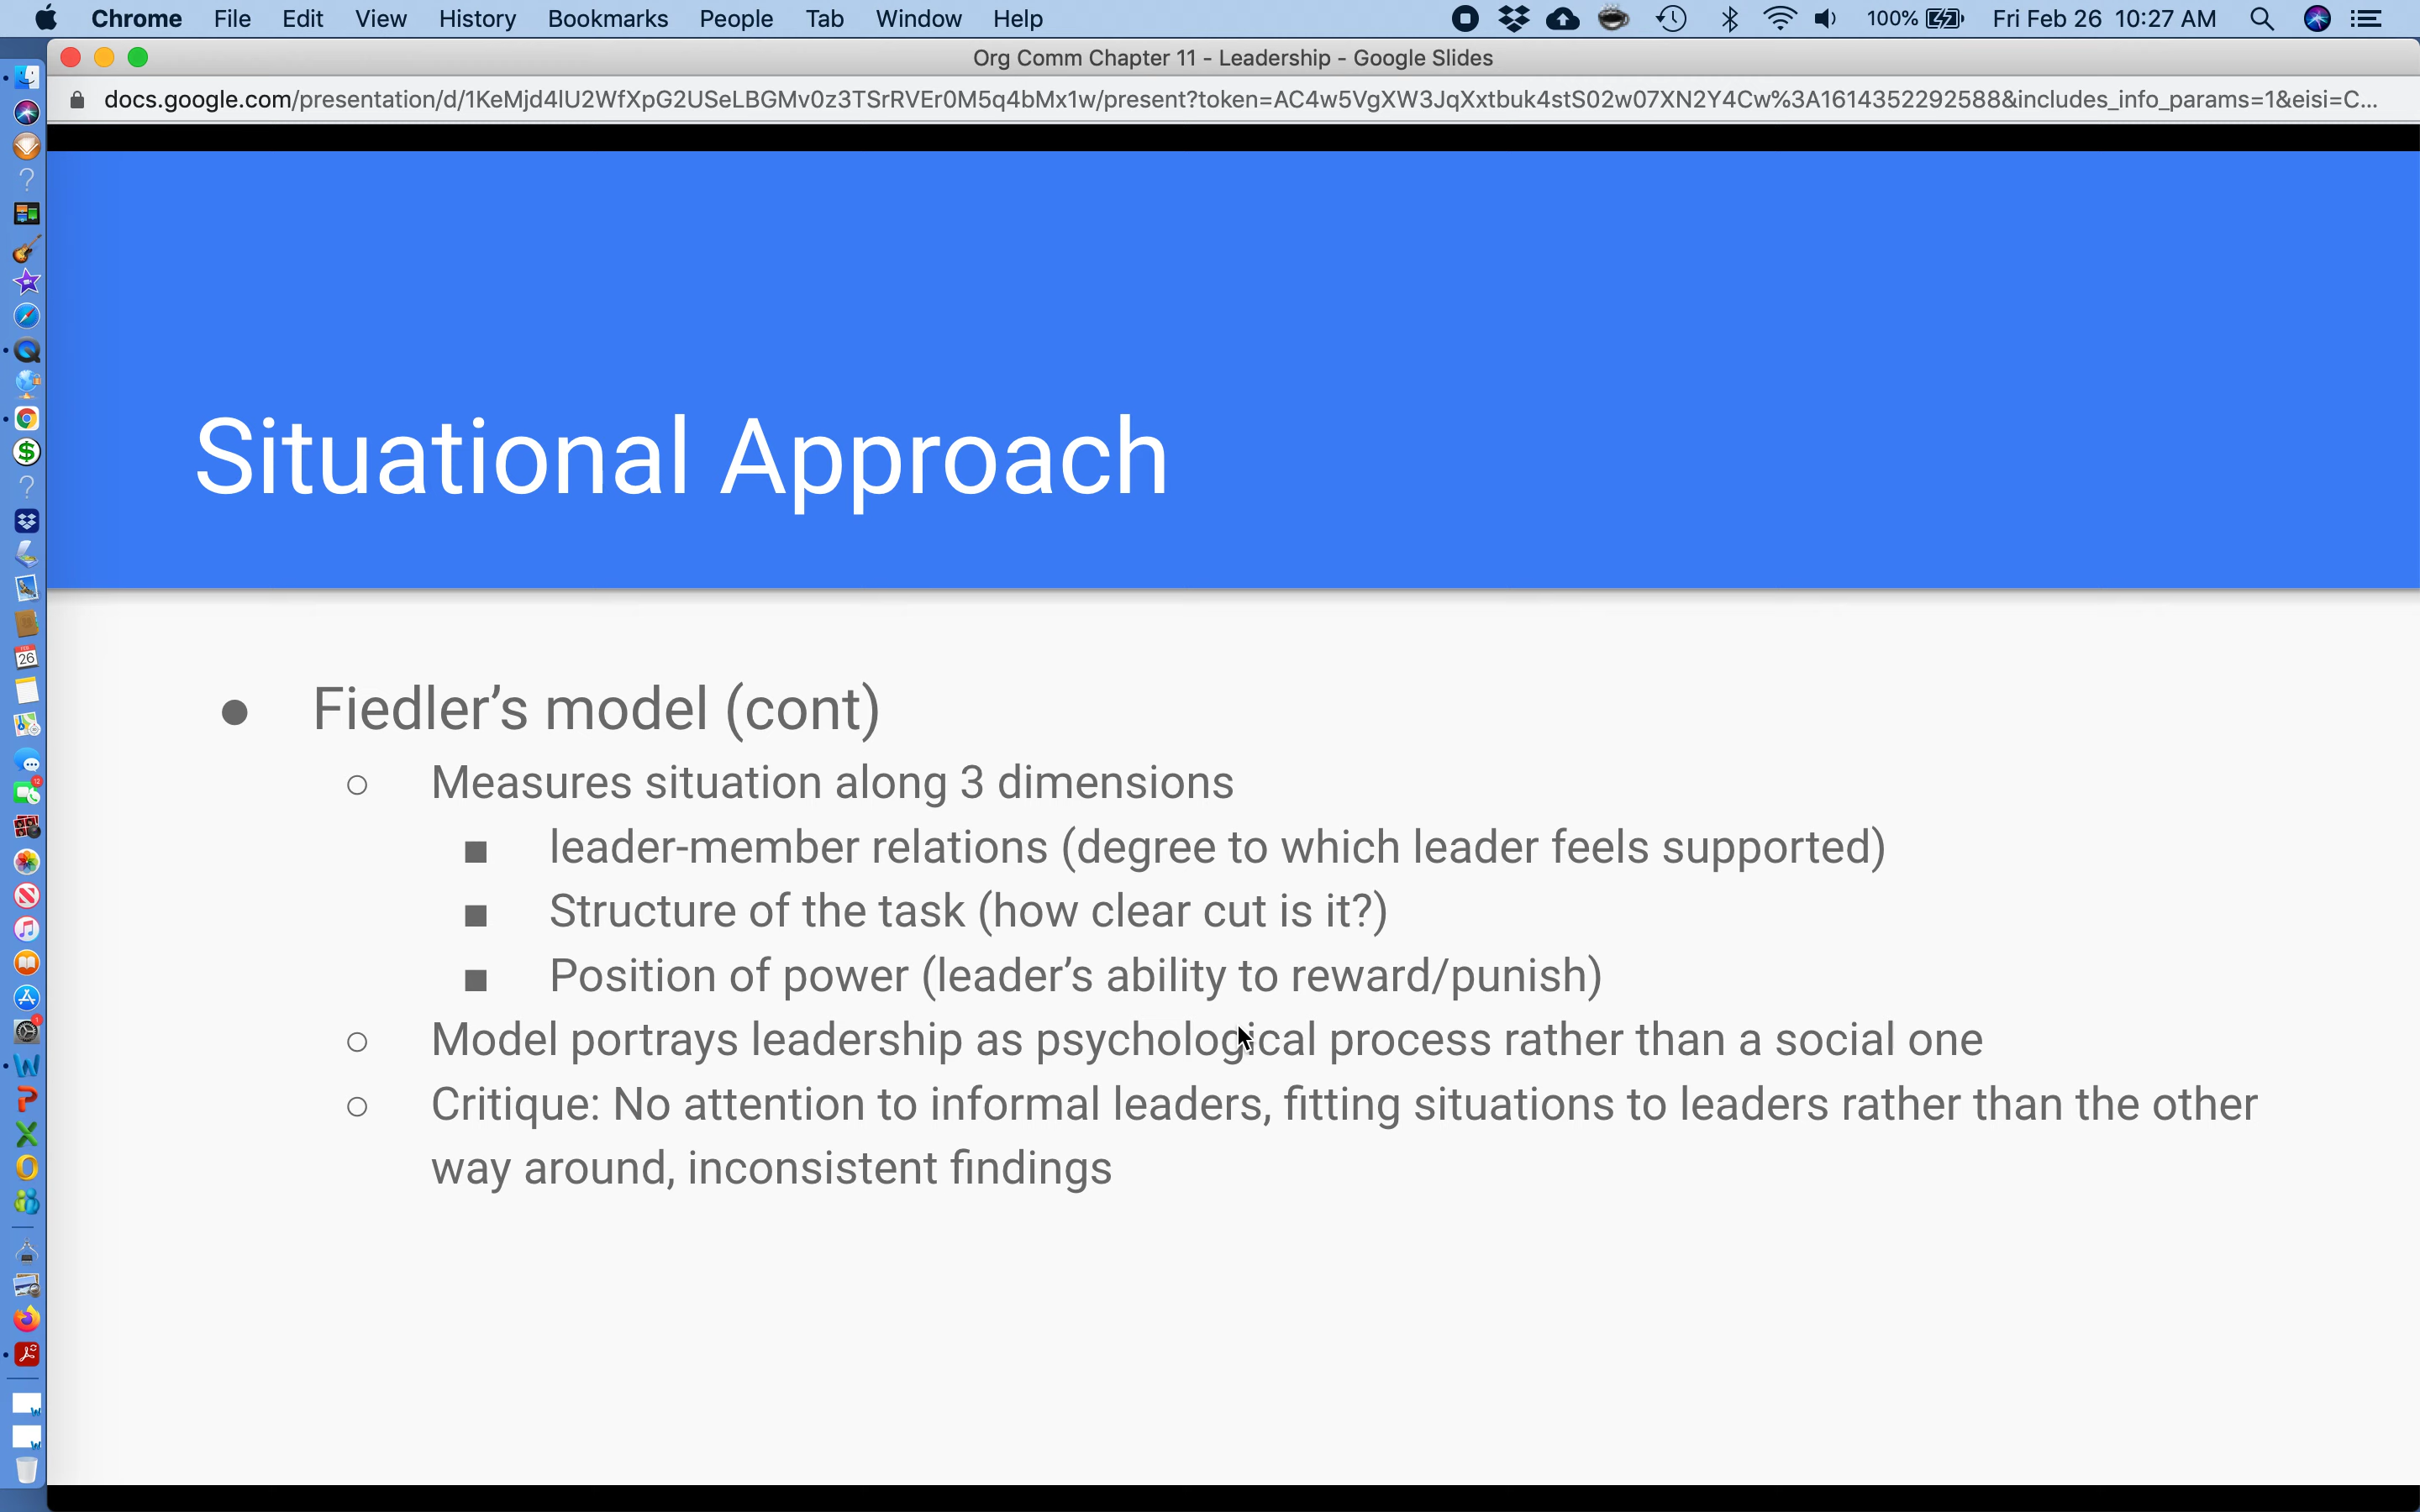 Chrome File Edit View History Bookmarks People Tab Window Help 100% Fri Feb 26 10:27 AM
Org Comm Chapter 11 - Leadership - Google Slides
docs.google.com/presentation/d/1KeMjd4lU2WfXpG2USeLBGMv0z3TSrRVEr0M5q4bMx1w/present?token=AC4w5VgXW3JqXxtbuk4stS02w07XN2Y4Cw%3A1614352292588&includes_info_params=1&eisi=C...
Situational Approach
● Fiedler’s model (cont)
○ Measures situation along 3 dimensions
■ leader-member relations (degree to which leader feels supported)
■ Structure of the task (how clear cut is it?)
■ Position of power (leader’s ability to reward/punish)
○ Model portrays leadership as psychological process rather than a social one
○ Critique: No attention to informal leaders, fitting situations to leaders rather than the other
way around, inconsistent findings